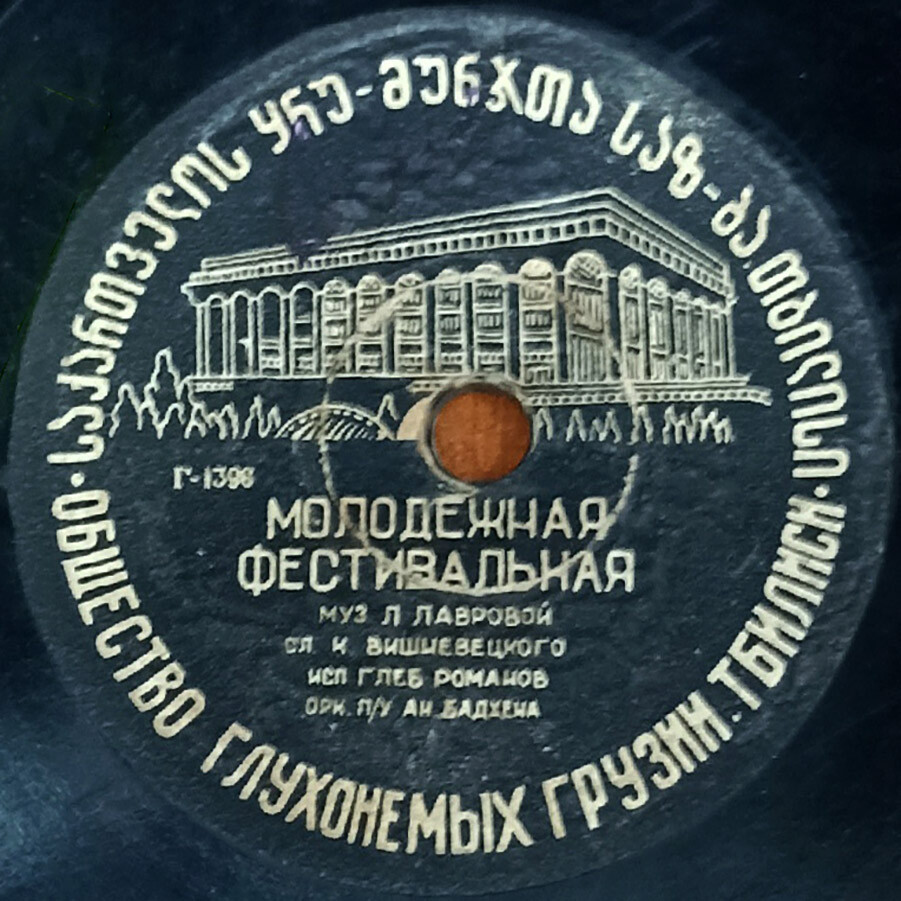 • ᲡᲐᲥᲐᲠᲗᲕᲔᲚᲝᲡ ᲧᲠᲣ-ᲛᲣᲜᲯᲗᲐ ᲡᲐᲖ-ᲑᲐ. ᲗᲑᲘᲚᲘᲡᲘ •
ОБЩЕСТВО ГЛУХОНЕМЫХ ГРУЗИИ. ТБИЛИСИ
Г-1396
МОЛОДЕЖНАЯ
ФЕСТИВАЛЬНАЯ
МУЗ Л ЛАВРОВОЙ
СЛ. К. ВИШНЕВЕЦКОГО
ИСП ГЛЕБ РОМАНОВ
ОРК. П/У АН. БАДХЕНА